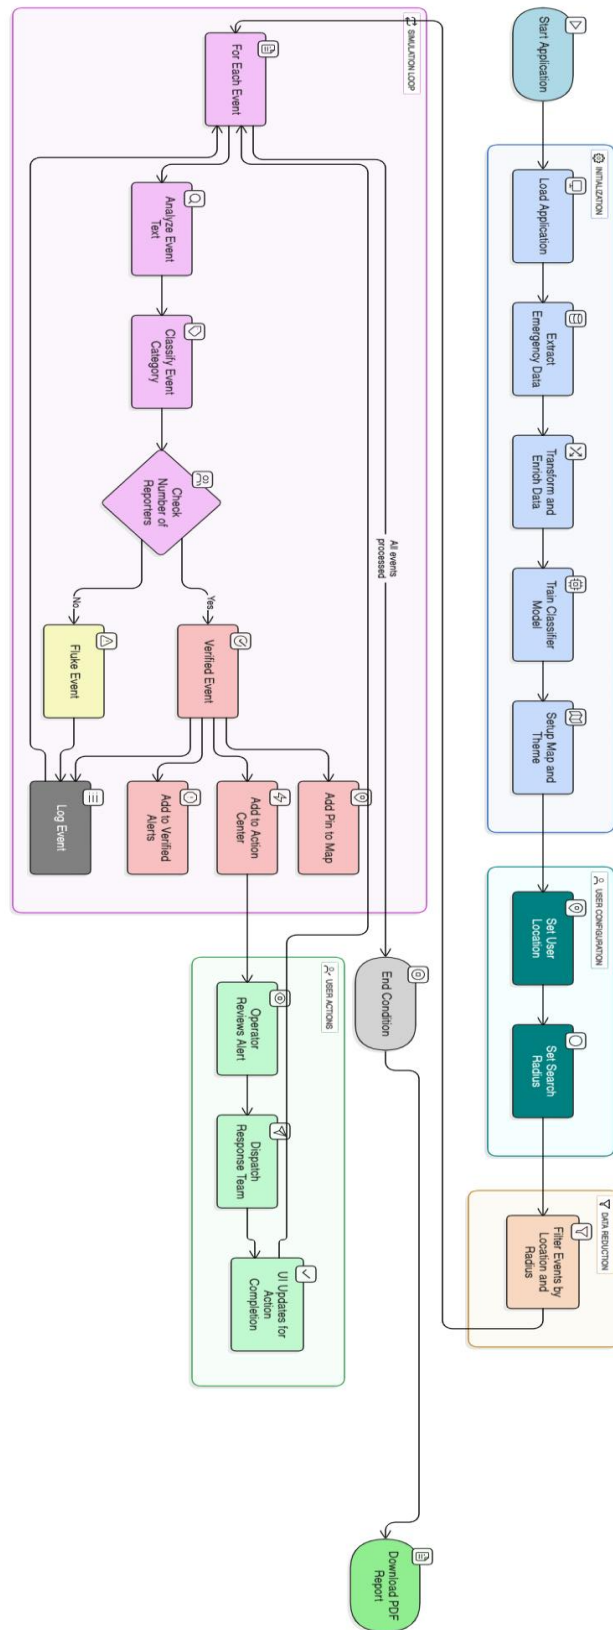 Start Application
INITIALIZATION
Load Application
Extract
Emergency Data
Transform and
Enrich Data
Train Classifier
Model
Setup Map and
Theme
USER CONFIGURATION
Set User
Location
Set Search
Radius
DATA REDUCTION
Filter Events by
Location and
Radius
SIMULATION LOOP
For Each Event
Analyze Event
Text
Classify Event
Category
Check
Number of
Reporters
Yes
No
Verified Event
Fluke Event
Add Pin to Map
Add to Action
Center
Add to Verified
Alerts
Log Event
All events
processed
End Condition
USER ACTIONS
Operator
Reviews Alert
Dispatch
Response Team
UI Updates for
Action
Completion
Download PDF
Report